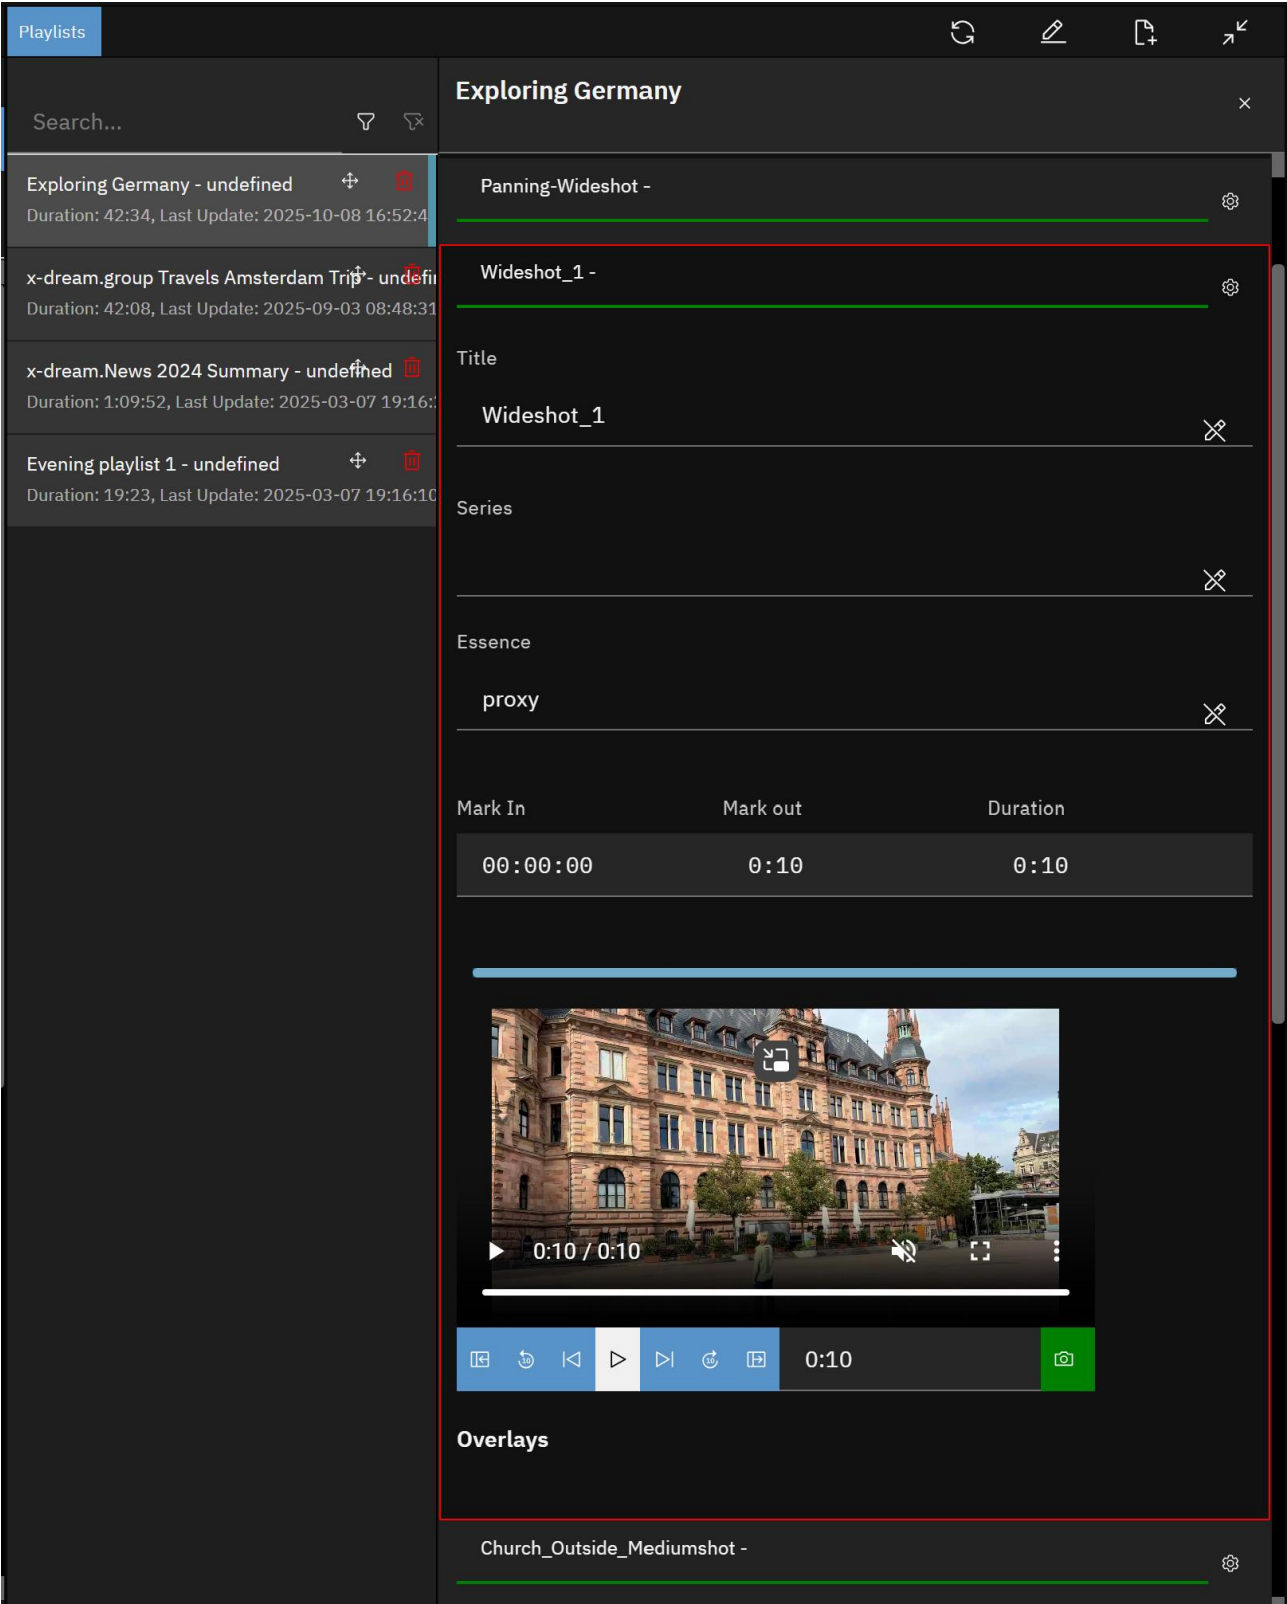 Playlists
Exploring Germany
Search...
Exploring Germany - undefined
Duration: 42:34, Last Update: 2025-10-08 16:52:4
x-dream.group Travels Amsterdam Trip - undefin
Duration: 42:08, Last Update: 2025-09-03 08:48:31
x-dream.News 2024 Summary - undefined
Duration: 1:09:52, Last Update: 2025-03-07 19:16:
Evening playlist 1 - undefined
Duration: 19:23, Last Update: 2025-03-07 19:16:10
Panning-Wideshot -
Wideshot_1 -
Title
Wideshot_1
Series
Essence
proxy
Mark In Mark out Duration
00:00:00 0:10 0:10
0:10 / 0:10
10 10 0:10
Overlays
Church_Outside_Mediumshot -